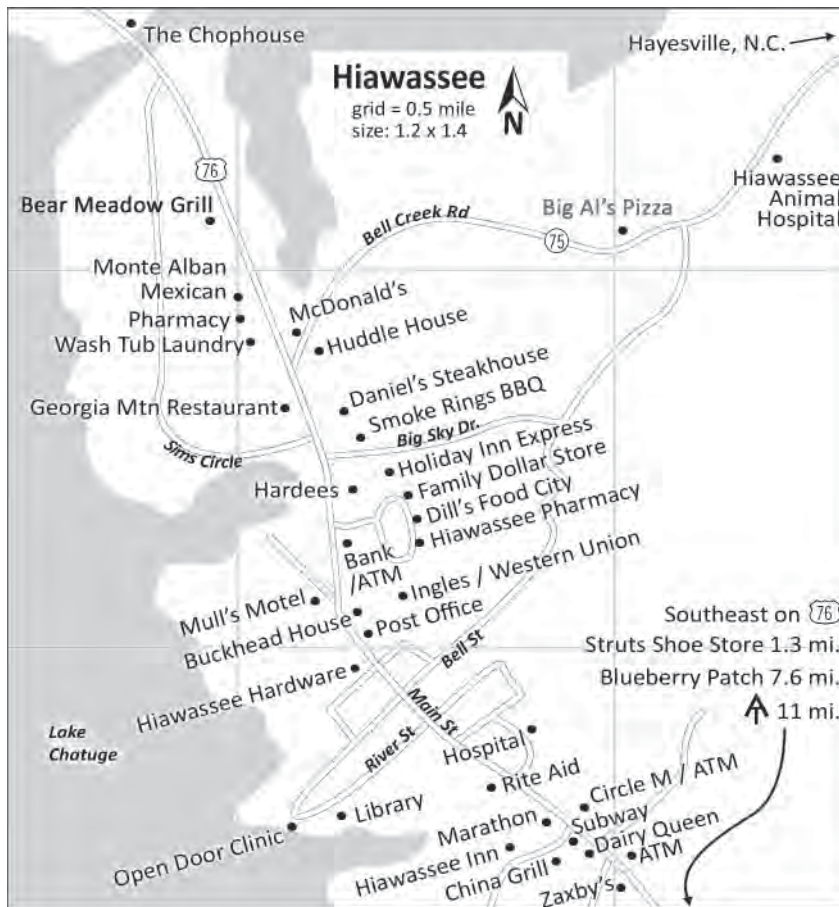 The Chophouse
Hayesville, N.C.
Hiawassee
grid = 0.5 mile
size: 1.2 x 1.4
N
76
Hiawassee
Animal
Hospital
Bear Meadow Grill
Big Al's Pizza
Bell Creek Rd
75
Monte Alban
Mexican
McDonald's
Pharmacy
Huddle House
Wash Tub Laundry
Daniel's Steakhouse
Georgia Mtn Restaurant
Smoke Rings BBQ
Big Sky Dr.
Sims Circle
Holiday Inn Express
Hardees
Family Dollar Store
Dill's Food City
Hiawassee Pharmacy
Bank
/ATM
Ingles / Western Union
Mull's Motel
Buckhead House
Post Office
Southeast on 76
Struts Shoe Store 1.3 mi.
Blueberry Patch 7.6 mi.
11 mi.
Bell St
Hiawassee Hardware
Main St
Lake
Chatuge
River St
Hospital
Rite Aid
Circle M / ATM
Library
Marathon
Subway
Open Door Clinic
Hiawassee Inn
Dairy Queen
ATM
China Grill
Zaxby's